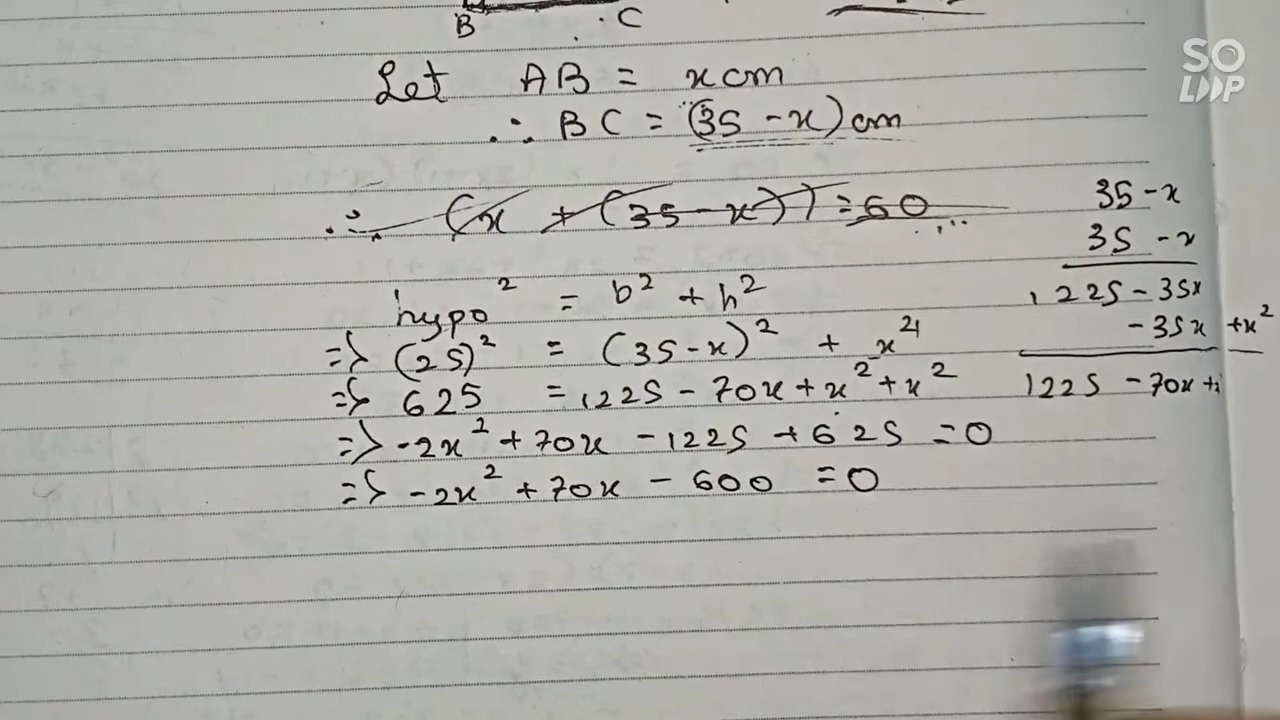 B C
SO
LDP
Let AB = x cm
∴ BC = (35 - x) cm
∴ (x + (35 - x)) = 60
hypo² = b² + h²
=> (25)² = (35 - x)² + x²
=> 625 = 1225 - 70x + x² + x²
=> -2x² + 70x - 1225 + 625 = 0
=> -2x² + 70x - 600 = 0
35 - x
35 - x
1225 - 35x
- 35x + x²
1225 - 70x +